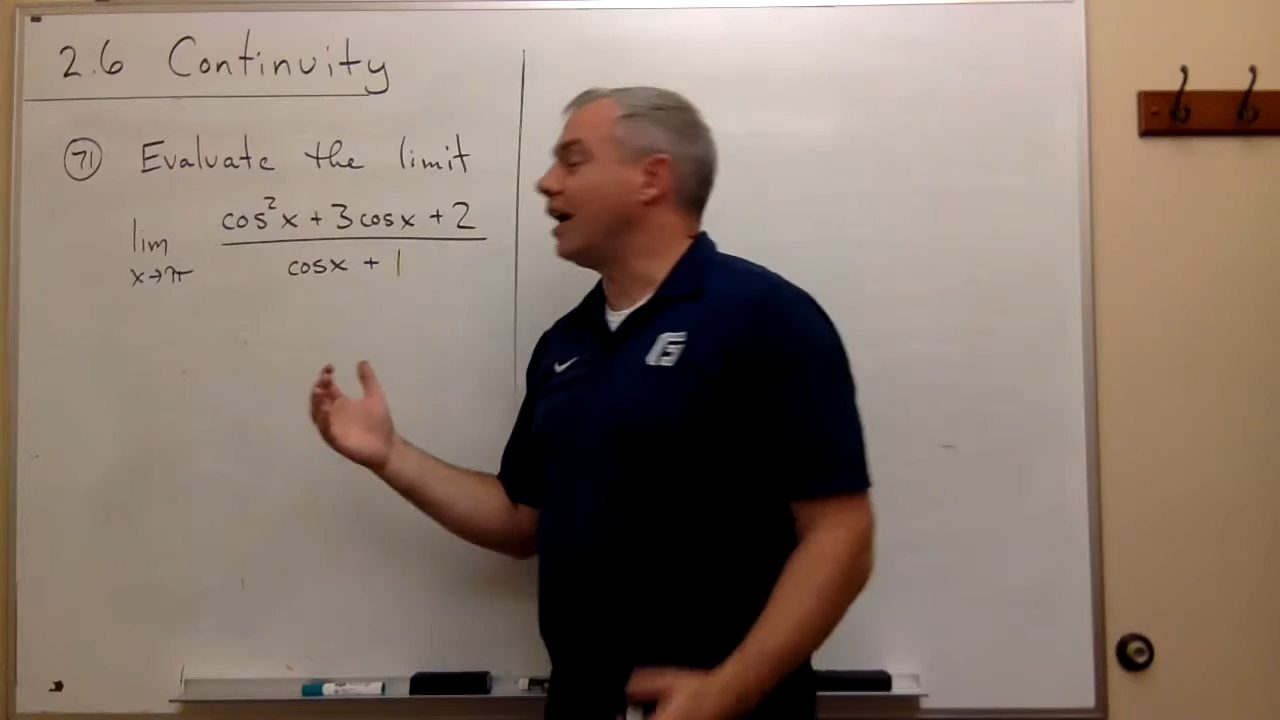 2.6 Continuity
71 Evaluate the limit
lim x→π cos²x + 3cosx + 2 / cosx + 1
G